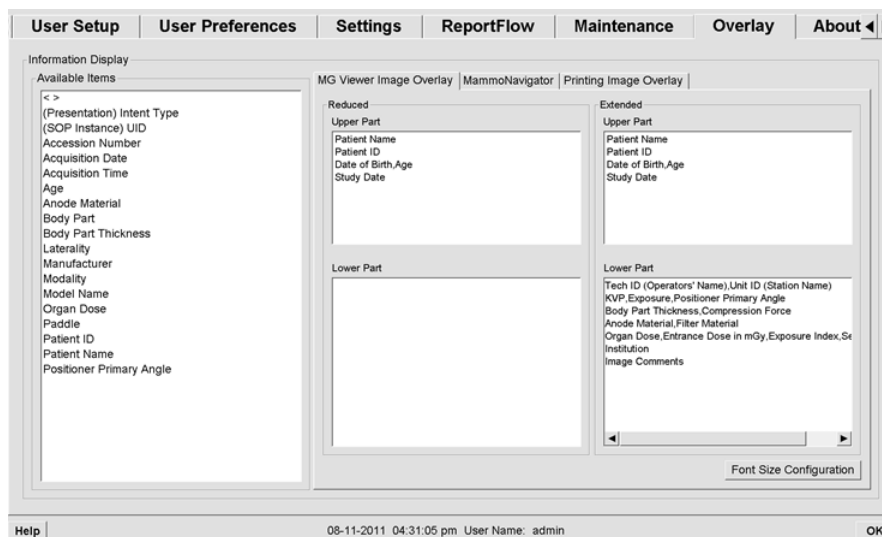 User Setup User Preferences Settings ReportFlow Maintenance Overlay About
Information Display
Available Items
< >
(Presentation) Intent Type
(SOP Instance) UID
Accession Number
Acquisition Date
Acquisition Time
Age
Anode Material
Body Part
Body Part Thickness
Laterality
Manufacturer
Modality
Model Name
Organ Dose
Paddle
Patient ID
Patient Name
Positioner Primary Angle
MG Viewer Image Overlay MammoNavigator Printing Image Overlay
Reduced
Upper Part
Patient Name
Patient ID
Date of Birth,Age
Study Date
Lower Part
Extended
Upper Part
Patient Name
Patient ID
Date of Birth,Age
Study Date
Lower Part
Tech ID (Operators' Name),Unit ID (Station Name)
KVP,Exposure,Positioner Primary Angle
Body Part Thickness,Compression Force
Anode Material,Filter Material
Organ Dose,Entrance Dose in mGy,Exposure Index,Se
Institution
Image Comments
Font Size Configuration
Help 08-11-2011 04:31:05 pm User Name: admin OK